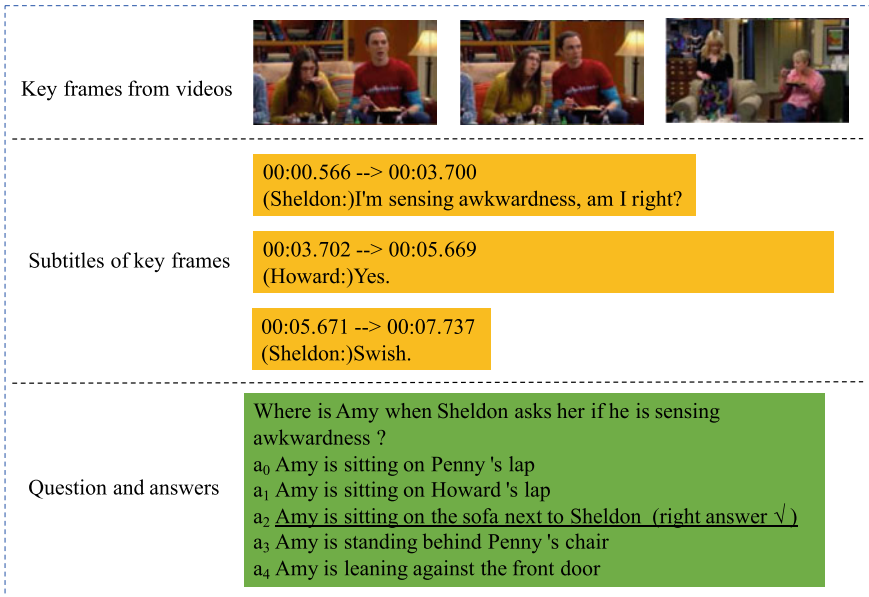 Key frames from videos
Subtitles of key frames
00:00.566 --> 00:03.700
(Sheldon:)I'm sensing awkwardness, am I right?
00:03.702 --> 00:05.669
(Howard:)Yes.
00:05.671 --> 00:07.737
(Sheldon:)Swish.
Question and answers
Where is Amy when Sheldon asks her if he is sensing
awkwardness ?
a₀ Amy is sitting on Penny 's lap
a₁ Amy is sitting on Howard 's lap
a₂ Amy is sitting on the sofa next to Sheldon (right answer √ )
a₃ Amy is standing behind Penny 's chair
a₄ Amy is leaning against the front door